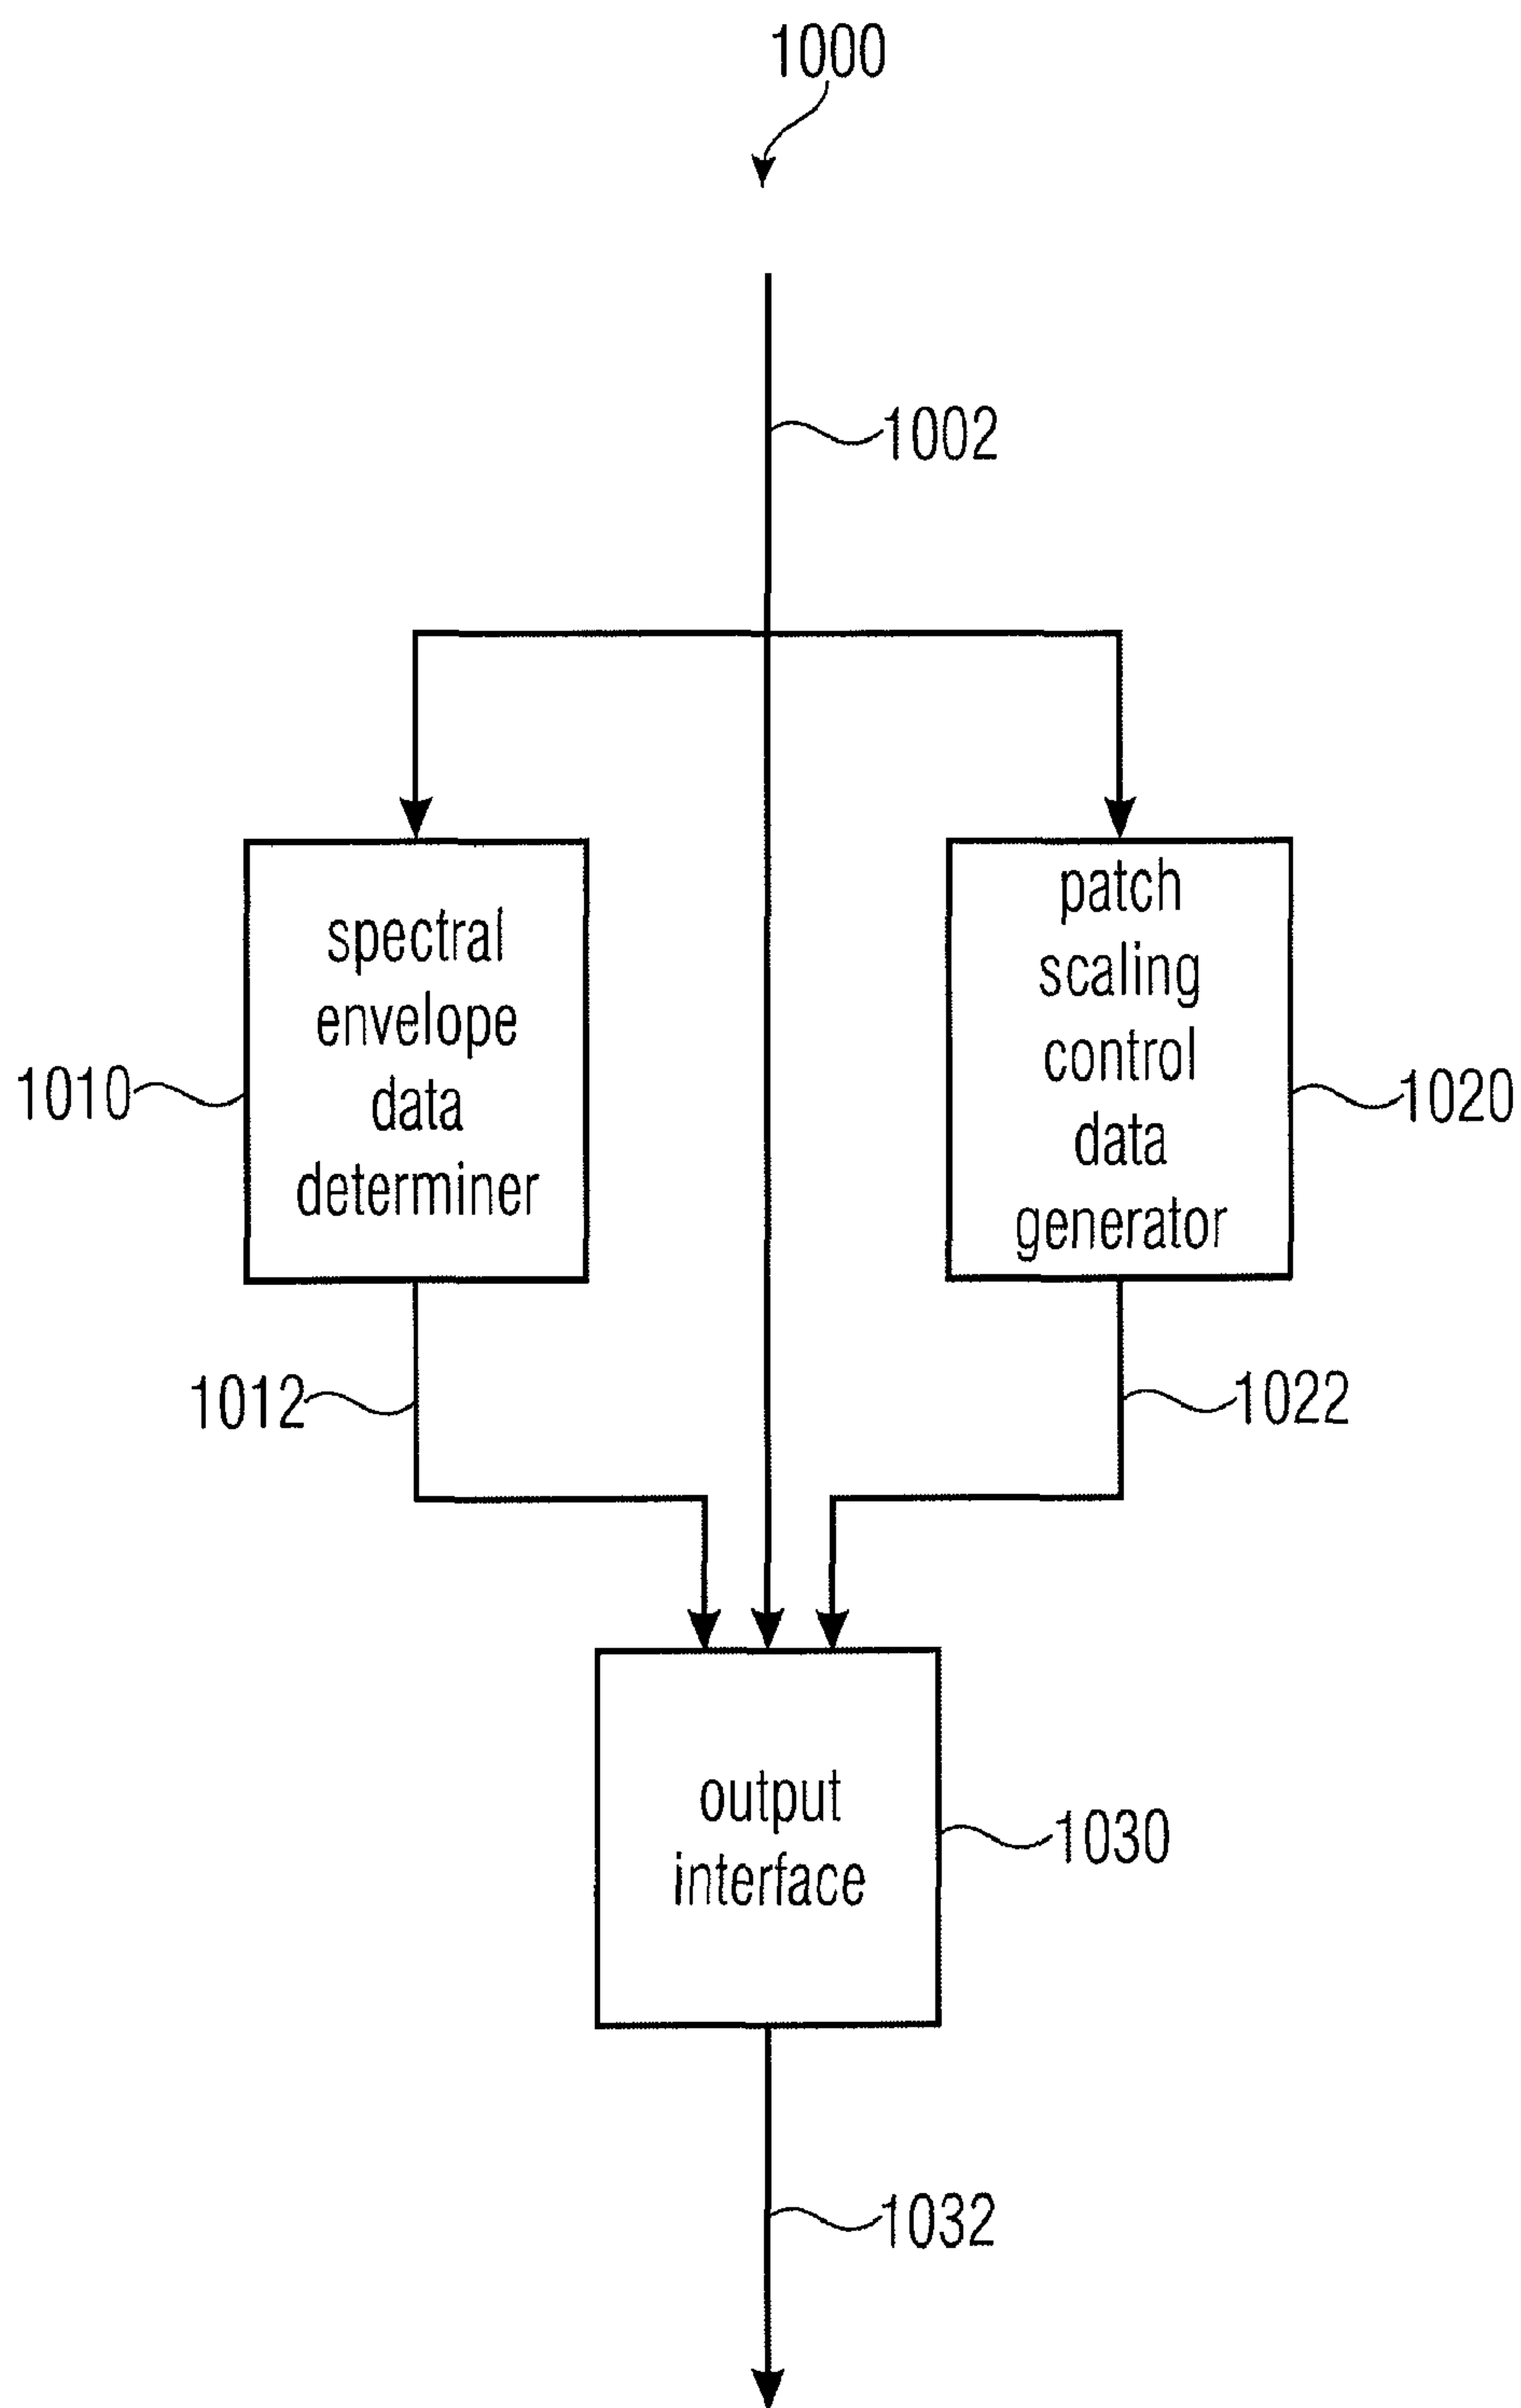 1000
1002
spectral
envelope
data
determiner
1010
patch
scaling
control
data
generator
1020
1012
1022
output
interface
1030
1032